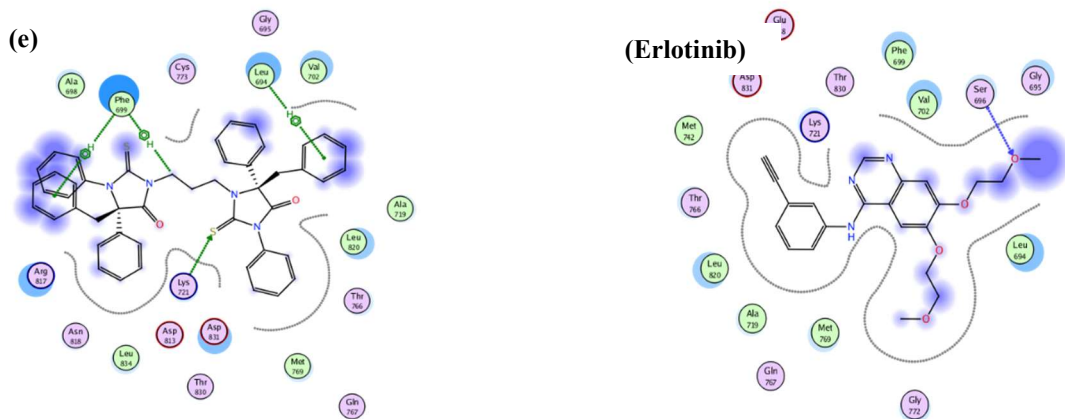 (e)
Gly
695
Cys
773
Leu
694
Val
702
Ala
698
Phe
699
H
H
H
S
N
N
N
O
O
S
N
Ala
719
Leu
820
Arg
817
Lys
721
Thr
766
Asn
818
Asp
813
Asp
831
Leu
834
Met
769
Thr
830
Gln
767
(Erlotinib)
Glu
8
Phe
699
Asp
831
Thr
830
Ser
696
Gly
695
Val
702
Lys
721
Met
742
N
N
O
O
Thr
766
N
H
O
Leu
694
Leu
820
O
Ala
719
Met
769
Gln
767
Gly
772